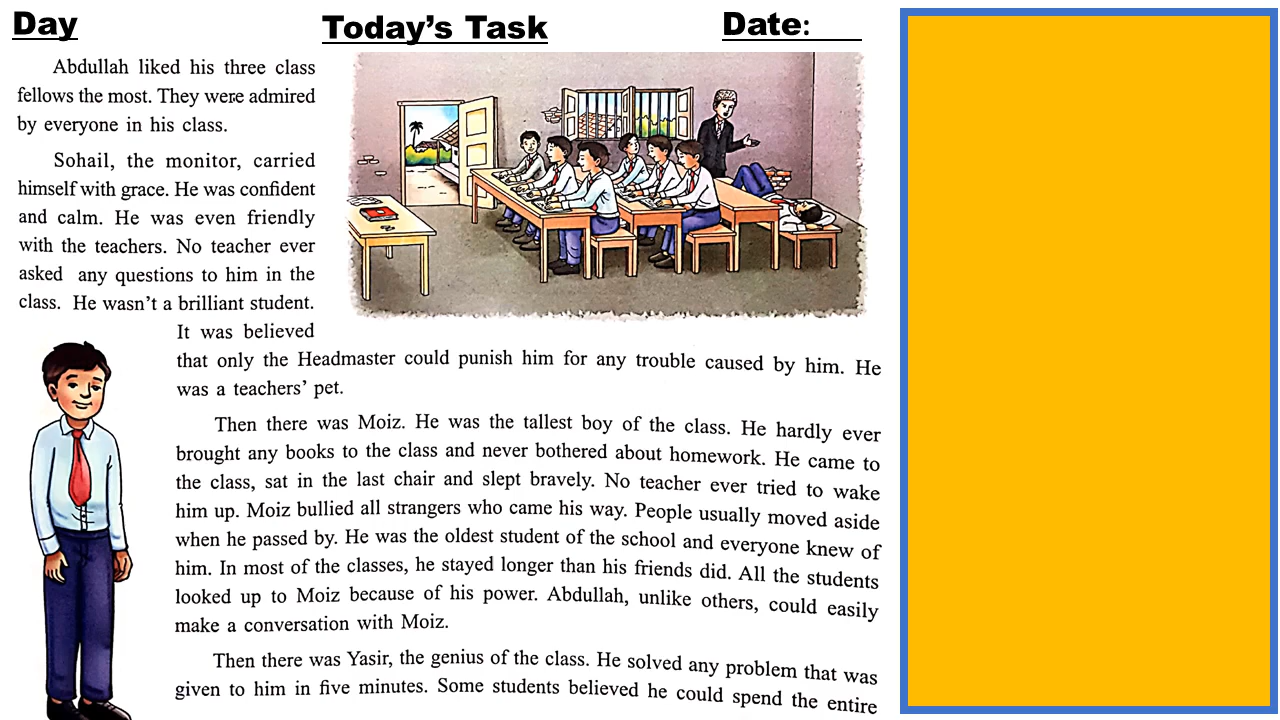 Day
Today's Task
Date:
Abdullah liked his three class
fellows the most. They were admired
by everyone in his class.
Sohail, the monitor, carried
himself with grace. He was confident
and calm. He was even friendly
with the teachers. No teacher ever
asked any questions to him in the
class. He wasn't a brilliant student.
It was believed
that only the Headmaster could punish him for any trouble caused by him. He
was a teachers' pet.
Then there was Moiz. He was the tallest boy of the class. He hardly ever
brought any books to the class and never bothered about homework. He came to
the class, sat in the last chair and slept bravely. No teacher ever tried to wake
him up. Moiz bullied all strangers who came his way. People usually moved aside
when he passed by. He was the oldest student of the school and everyone knew of
him. In most of the classes, he stayed longer than his friends did. All the students
looked up to Moiz because of his power. Abdullah, unlike others, could easily
make a conversation with Moiz.
Then there was Yasir, the genius of the class. He solved any problem that was
given to him in five minutes. Some students believed he could spend the entire